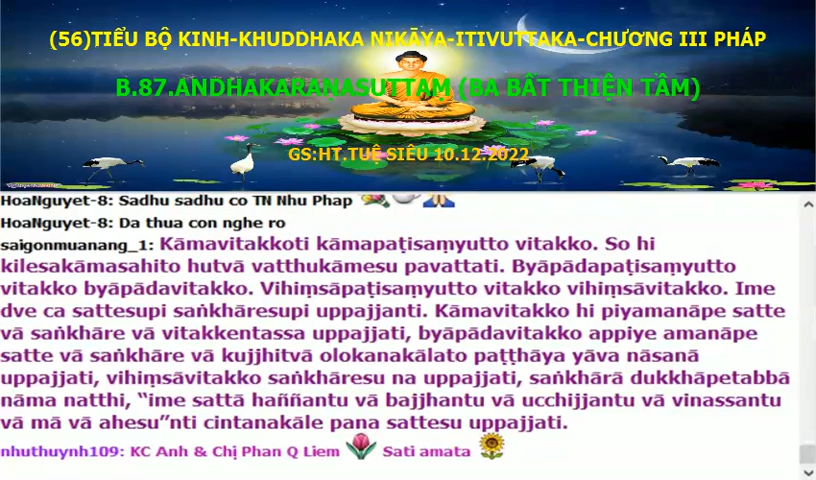 (56)TIỂU BỘ KINH-KHUDDHAKA NIKĀYA-ITIVUTTAKA-CHƯƠNG III PHÁP
B.87.ANDHAKARAṆASUTTAṂ (BA BẤT THIỆN TẦM)
GS:HT.TUỆ SIÊU 10.12.2022
HoaNguyet-8: Sadhu sadhu co TN Nhu Phap
HoaNguyet-8: Da thua con nghe ro
saigonmuanang_1: Kāmavitakkoti kāmapaṭisaṃyutto vitakko. So hi
kilesakāmasahito hutvā vatthukāmesu pavattati. Byāpādapaṭisaṃyutto
vitakko byāpādavitakko. Vihiṃsāpaṭisaṃyutto vitakko vihiṃsāvitakko. Ime
dve ca sattesupi saṅkhāresupi uppajjanti. Kāmavitakko hi piyamanāpe satte
vā saṅkhāre vā vitakkentassa uppajjati, byāpādavitakko appiye amanāpe
satte vā saṅkhāre vā kujjhitvā olokanakālato paṭṭhāya yāva nāsanā
uppajjati, vihiṃsāvitakko saṅkhāresu na uppajjati, saṅkhārā dukkhāpetabbā
nāma natthi, “ime sattā haññantu vā bajjhantu vā ucchijjantu vā vinassantu
vā mā vā ahesu”nti cintanakāle pana sattesu uppajjati.
nhuthuynh109: KC Anh & Chị Phan Q Liem Sati amata